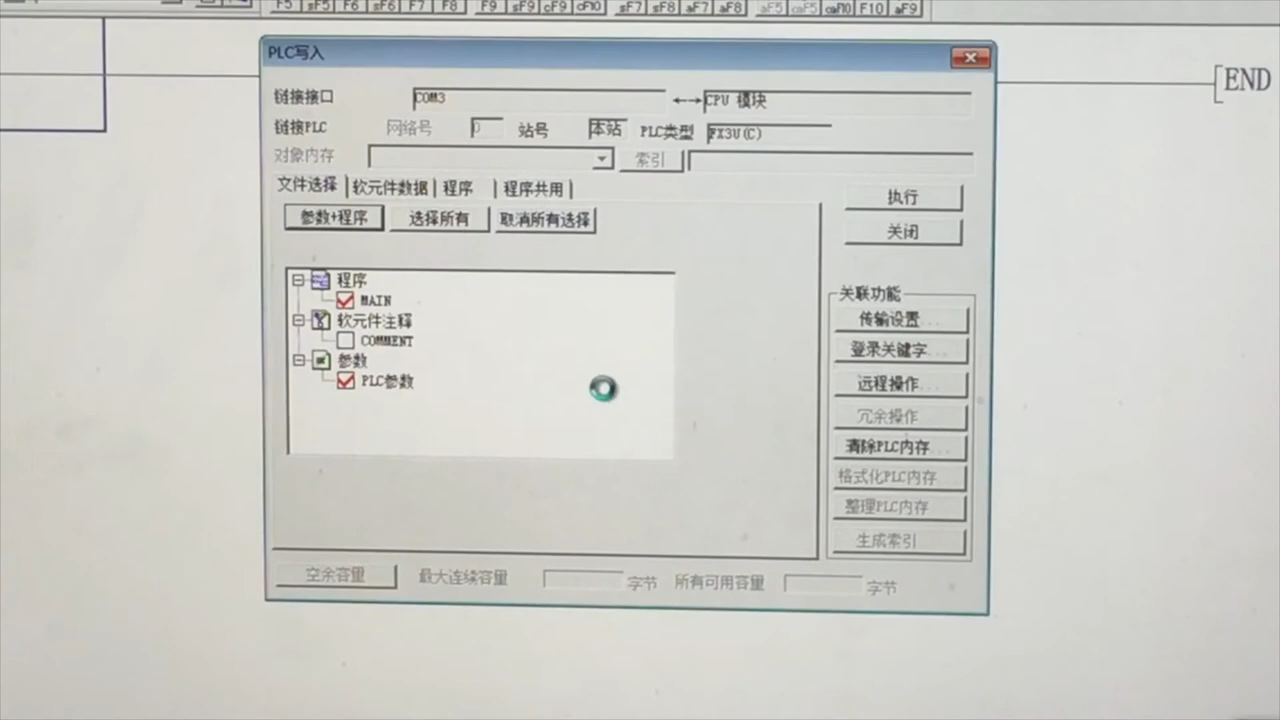 F5 sF5 F6 sF6 F7 F8 F9 sF9 cF9 cF10 sF7 sF8 aF7 aF8 aF5 caF5 caF10 F10 aF9
PLC写入
END
链接接口 COM3 ←→ CPU 模块
链接PLC 网络号 0 站号 本站 PLC类型 FX3U(C)
对象内存 索引
文件选择 软元件数据 程序 程序共用
执行
参数+程序 选择所有 取消所有选择
关闭
程序
MAIN
软元件注释
COMMENT
参数
PLC参数
关联功能
传输设置...
登录关键字...
远程操作...
冗余操作
清除PLC内存...
格式化PLC内存
整理PLC内存
生成索引
空余容量 最大连续容量 字节 所有可用容量 字节